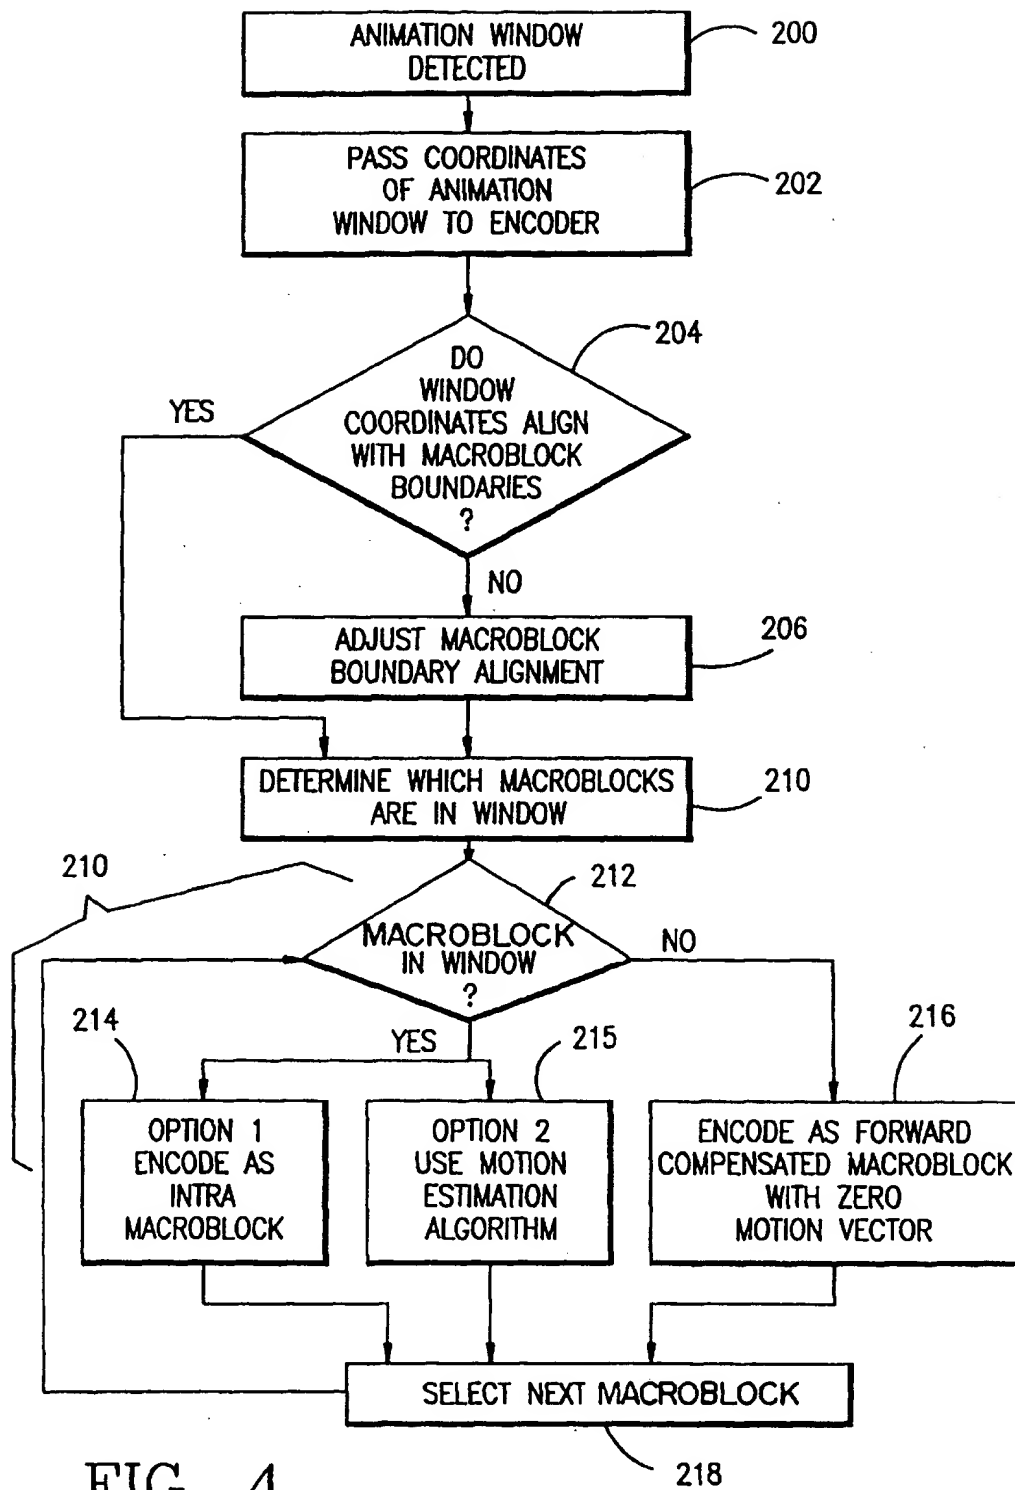 ANIMATION WINDOW
DETECTED
200
PASS COORDINATES
OF ANIMATION
WINDOW TO ENCODER
202
204
DO
WINDOW
COORDINATES ALIGN
WITH MACROBLOCK
BOUNDARIES
?
YES
NO
ADJUST MACROBLOCK
BOUNDARY ALIGNMENT
206
DETERMINE WHICH MACROBLOCKS
ARE IN WINDOW
210
210
212
MACROBLOCK
IN WINDOW
?
NO
YES
214
215
216
OPTION 1
ENCODE AS
INTRA
MACROBLOCK
OPTION 2
USE MOTION
ESTIMATION
ALGORITHM
ENCODE AS FORWARD
COMPENSATED MACROBLOCK
WITH ZERO
MOTION VECTOR
SELECT NEXT MACROBLOCK
218
FIG. 4